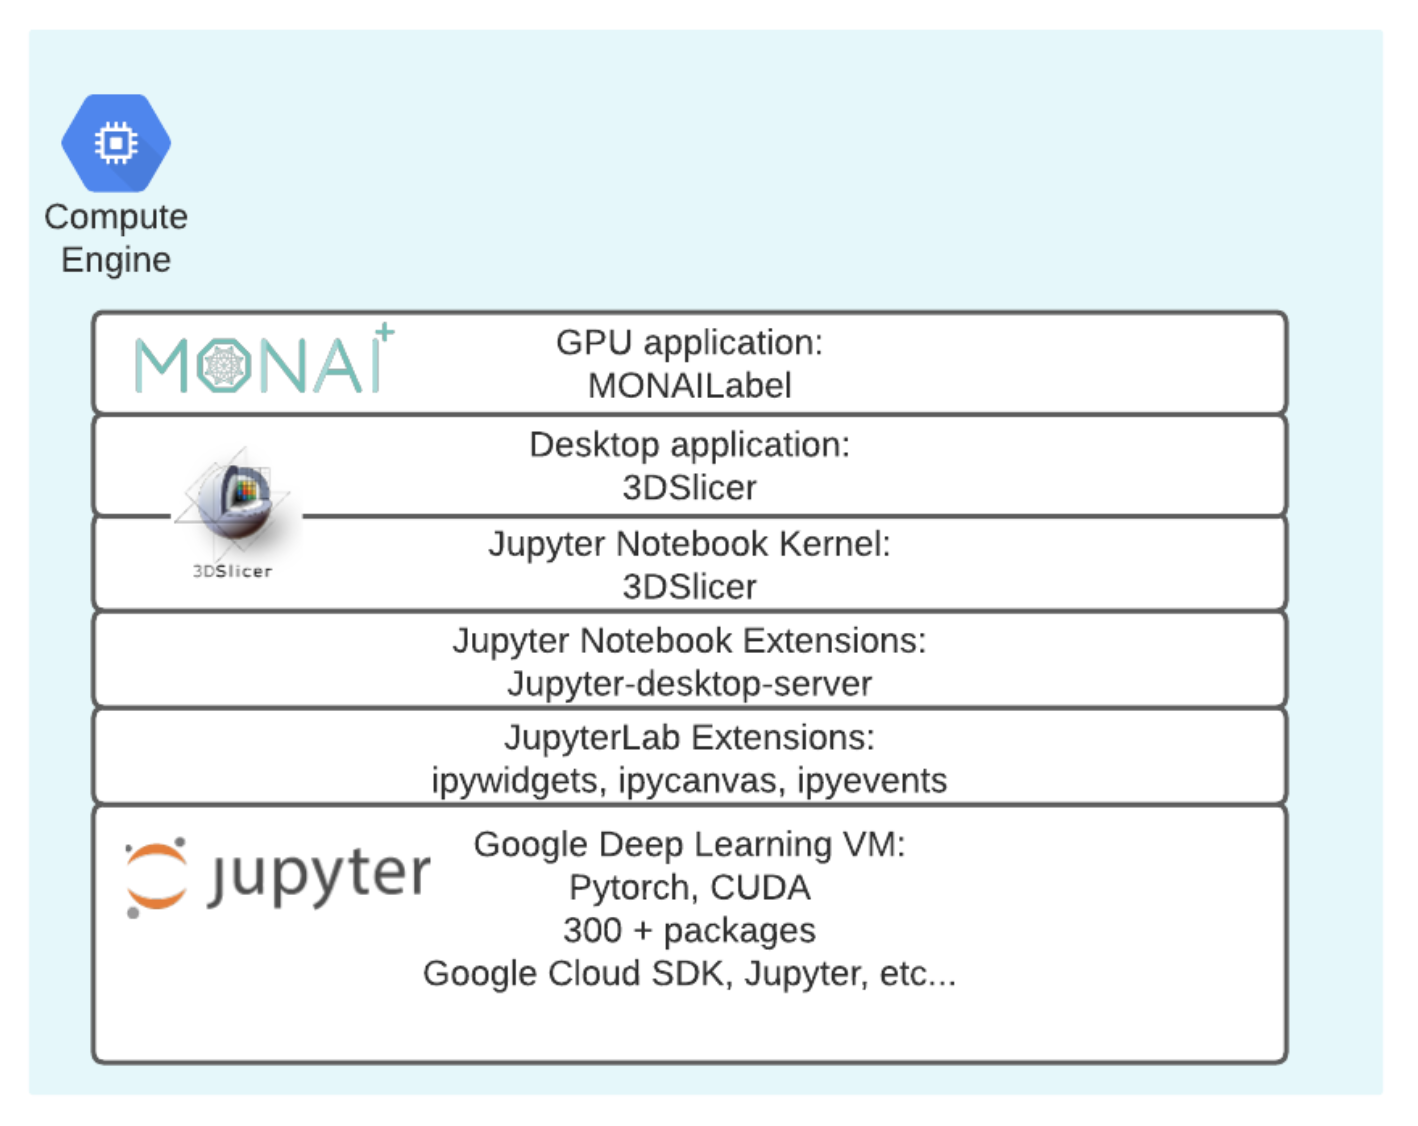 Compute
Engine
MONAI
GPU application:
MONAILabel
Desktop application:
3DSlicer
3DSlicer
Jupyter Notebook Kernel:
3DSlicer
Jupyter Notebook Extensions:
Jupyter-desktop-server
JupyterLab Extensions:
ipywidgets, ipycanvas, ipyevents
jupyter
Google Deep Learning VM:
Pytorch, CUDA
300 + packages
Google Cloud SDK, Jupyter, etc...